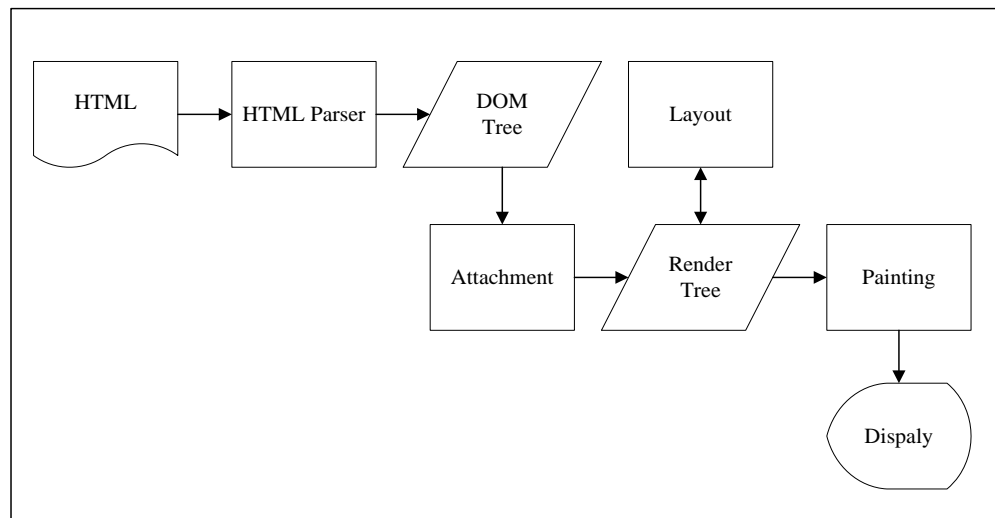 HTML
HTML Parser
DOM
Tree
Layout
Attachment
Render
Tree
Painting
Dispaly